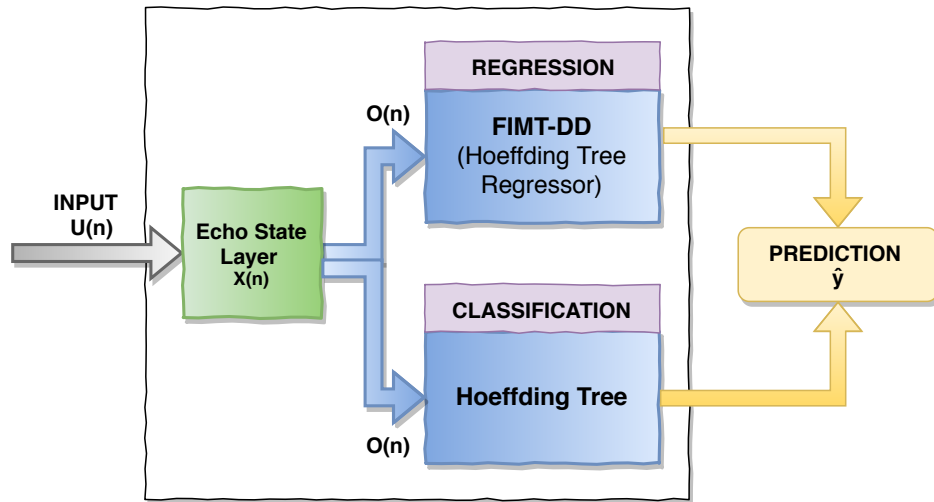 INPUT
U(n)
Echo State
Layer
X(n)
O(n)
REGRESSION
FIMT-DD
(Hoeffding Tree
Regressor)
O(n)
CLASSIFICATION
Hoeffding Tree
PREDICTION
ŷ